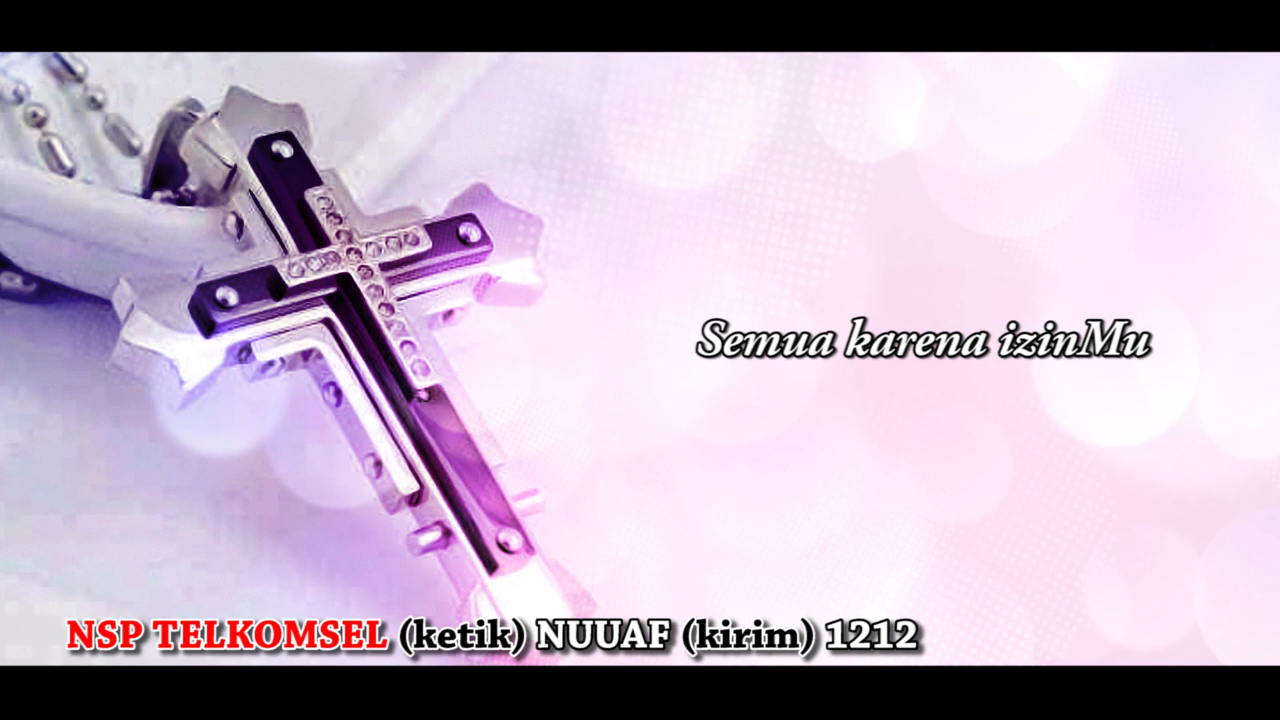 Semua karena izinMu
NSP TELKOMSEL (ketik) NUUAF (kirim) 1212